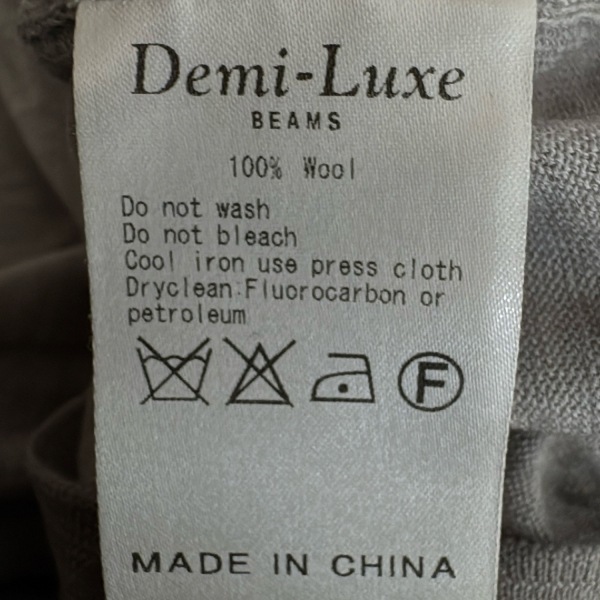 Demi-Luxe
BEAMS
100% Wool
Do not wash
Do not bleach
Cool iron use press cloth
Dryclean:Fluorocarbon or
petroleum
F
MADE IN CHINA